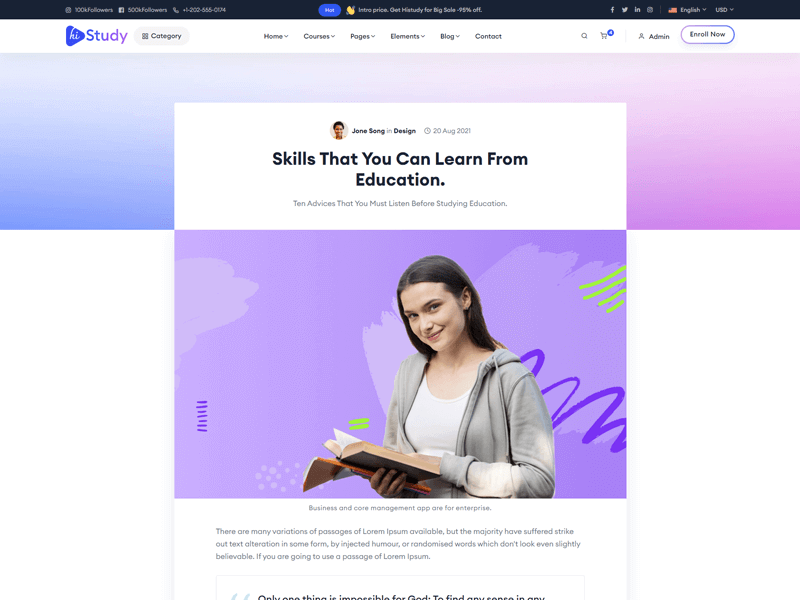 100kFollowers 500kFollowers +1-202-555-0174 Hot Intro price. Get Histudy for Big Sale -95% off. English USD
hi Study Category Home Courses Pages Elements Blog Contact 4 Admin Enroll Now
Jone Song in Design 20 Aug 2021
Skills That You Can Learn From
Education.
Ten Advices That You Must Listen Before Studying Education.
Business and core management app are for enterprise.
There are many variations of passages of Lorem Ipsum available, but the majority have suffered strike
out text alteration in some form, by injected humour, or randomised words which don't look even slightly
believable. If you are going to use a passage of Lorem Ipsum.
“ Only one thing is impossible for God: To find any sense in any